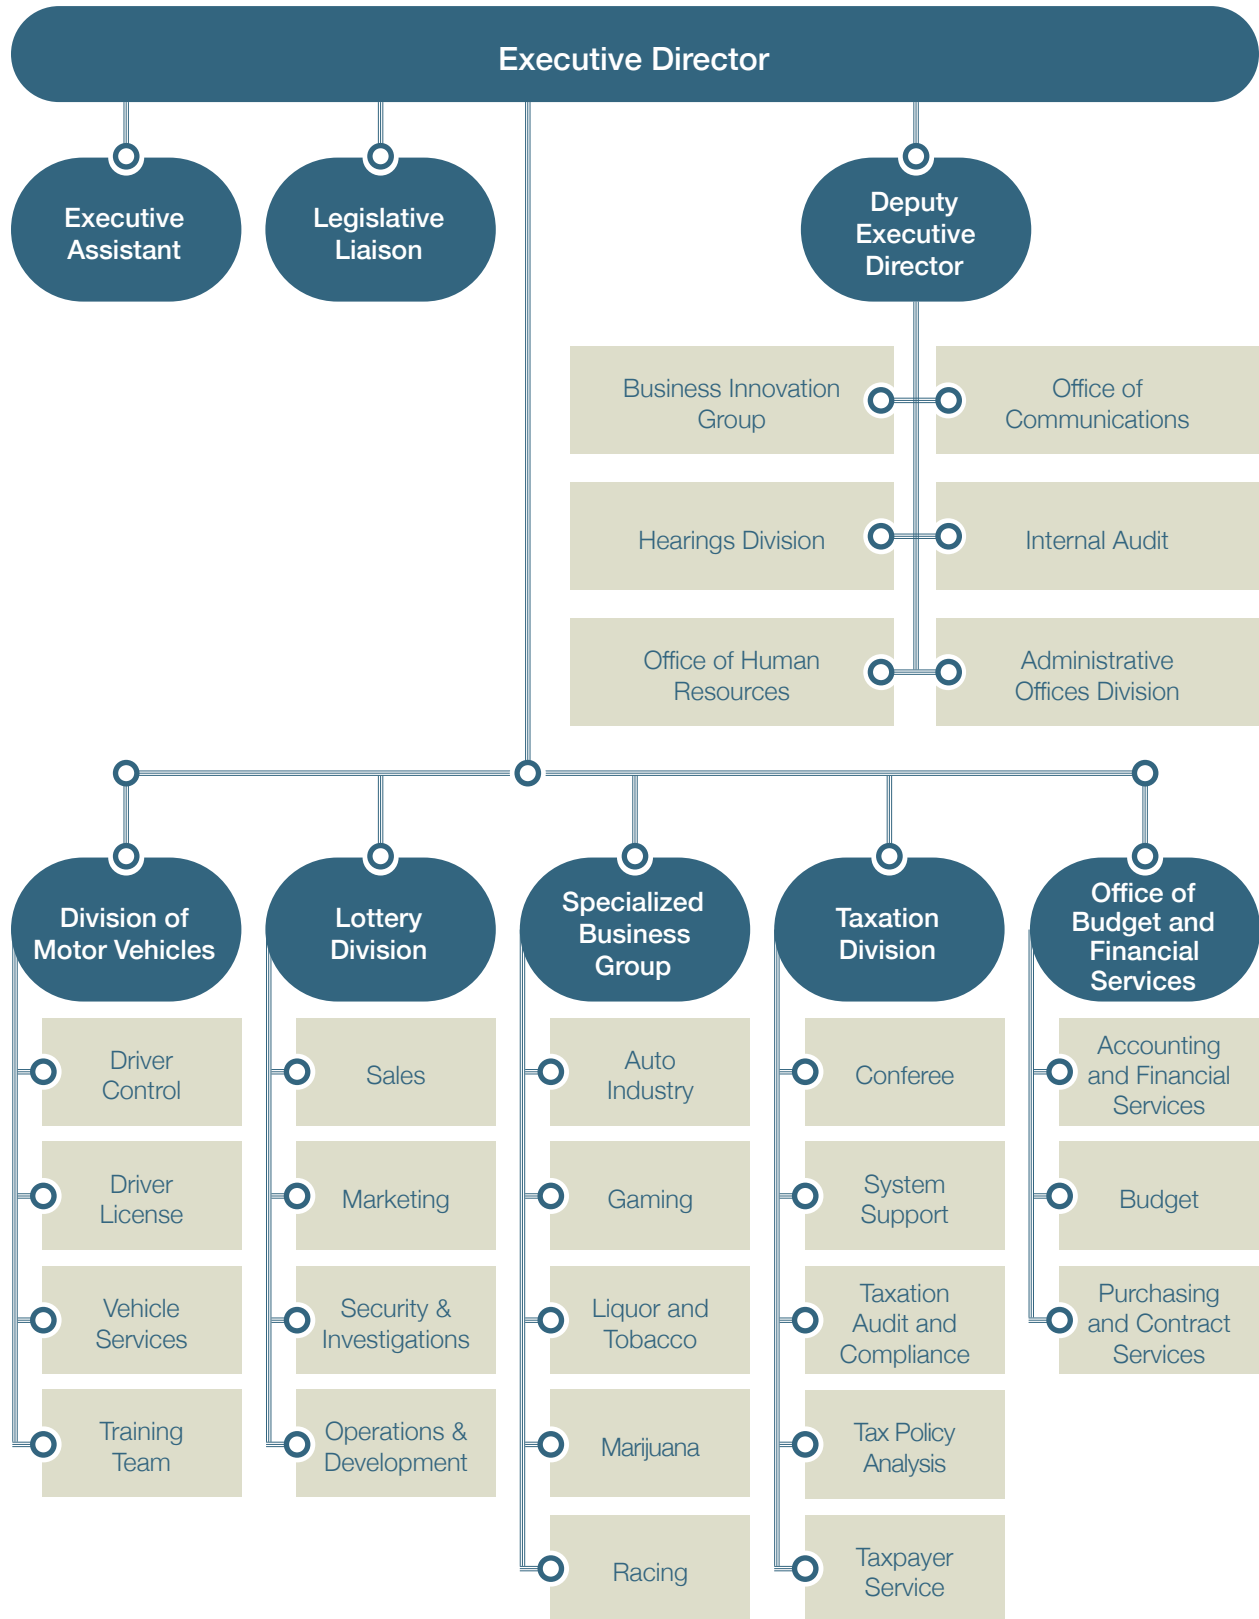 Executive Director
Executive
Assistant
Legislative
Liaison
Deputy
Executive
Director
Business Innovation
Group
Office of
Communications
Hearings Division
Internal Audit
Office of Human
Resources
Administrative
Offices Division
Division of
Motor Vehicles
Lottery
Division
Specialized
Business
Group
Taxation
Division
Office of
Budget and
Financial
Services
Driver
Control
Driver
License
Vehicle
Services
Training
Team
Sales
Marketing
Security &
Investigations
Operations &
Development
Auto
Industry
Gaming
Liquor and
Tobacco
Marijuana
Racing
Conferee
System
Support
Taxation
Audit and
Compliance
Tax Policy
Analysis
Taxpayer
Service
Accounting
and Financial
Services
Budget
Purchasing
and Contract
Services